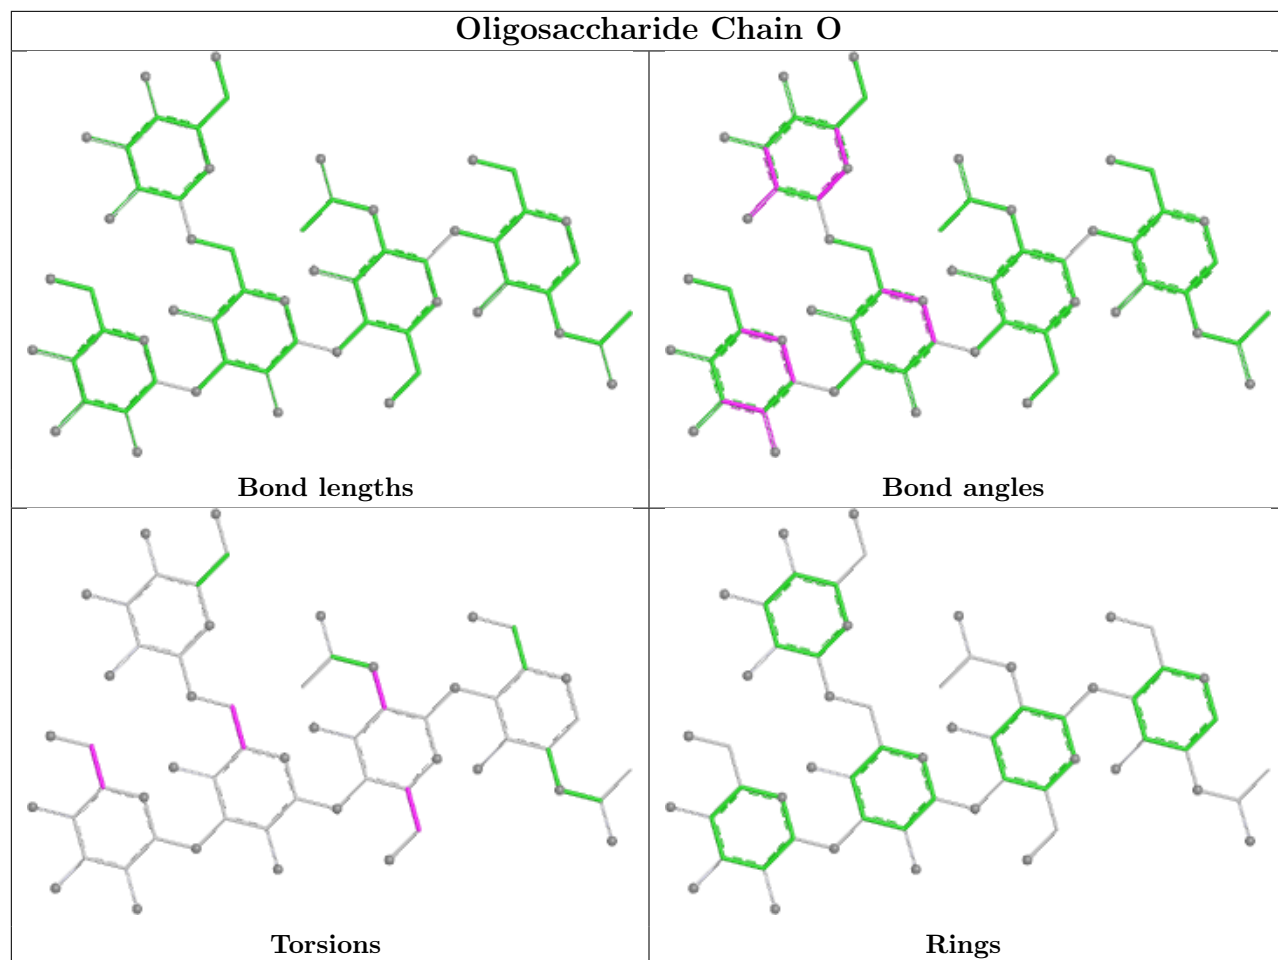 Oligosaccharide Chain O
Bond lengths
Bond angles
Torsions
Rings